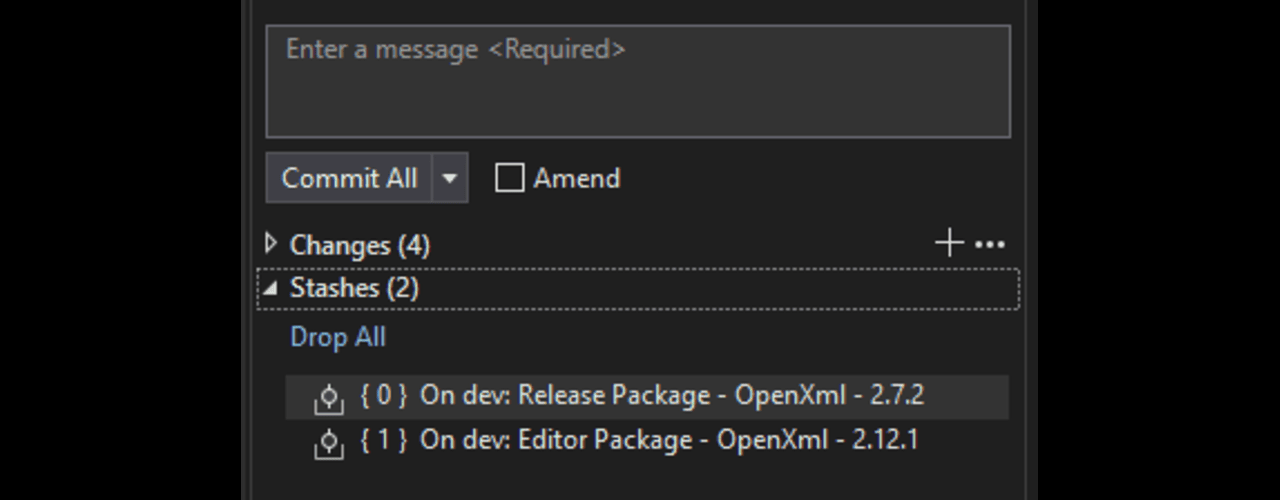 Enter a message <Required>
Commit All
Amend
Changes (4)
Stashes (2)
Drop All
{ 0 } On dev: Release Package - OpenXml - 2.7.2
{ 1 } On dev: Editor Package - OpenXml - 2.12.1